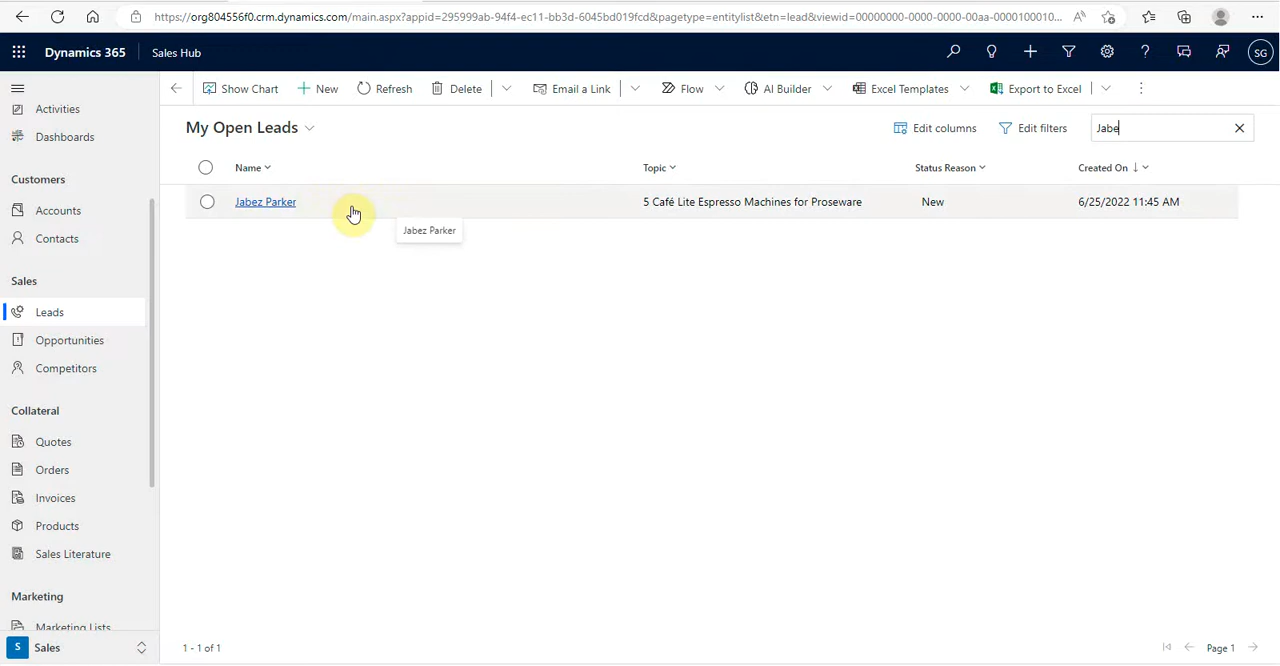 https://org804556f0.crm.dynamics.com/main.aspx?appid=295999ab-94f4-ec11-bb3d-6045bd019fcd&pagetype=entitylist&etn=lead&viewid=00000000-0000-0000-00aa-0000100010...
Dynamics 365 Sales Hub SG
Show Chart New Refresh Delete Email a Link Flow AI Builder Excel Templates Export to Excel
Activities
Dashboards
Customers
Accounts
Contacts
Sales
Leads
Opportunities
Competitors
Collateral
Quotes
Orders
Invoices
Products
Sales Literature
Marketing
Marketing Lists
S Sales
My Open Leads Edit columns Edit filters Jabe
Name Topic Status Reason Created On
Jabez Parker 5 Café Lite Espresso Machines for Proseware New 6/25/2022 11:45 AM
Jabez Parker
1 - 1 of 1 Page 1